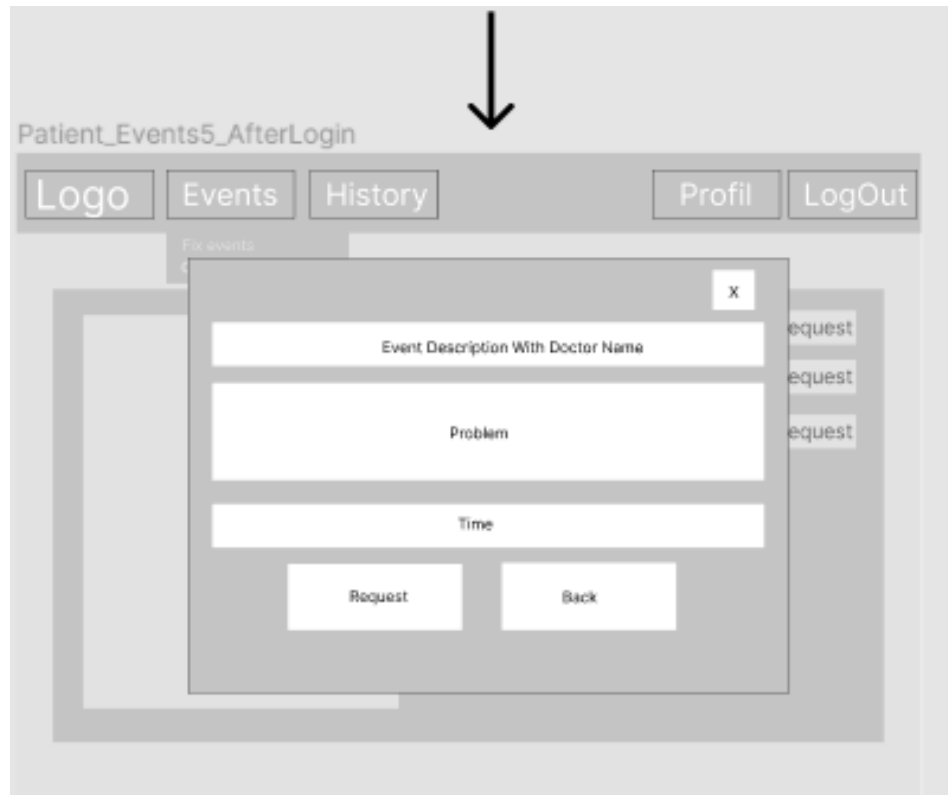 Patient_Events5_AfterLogin
Logo Events History Profil LogOut
Fix events
X
Event Description With Doctor Name
equest
equest
Problem
equest
Time
Request Back